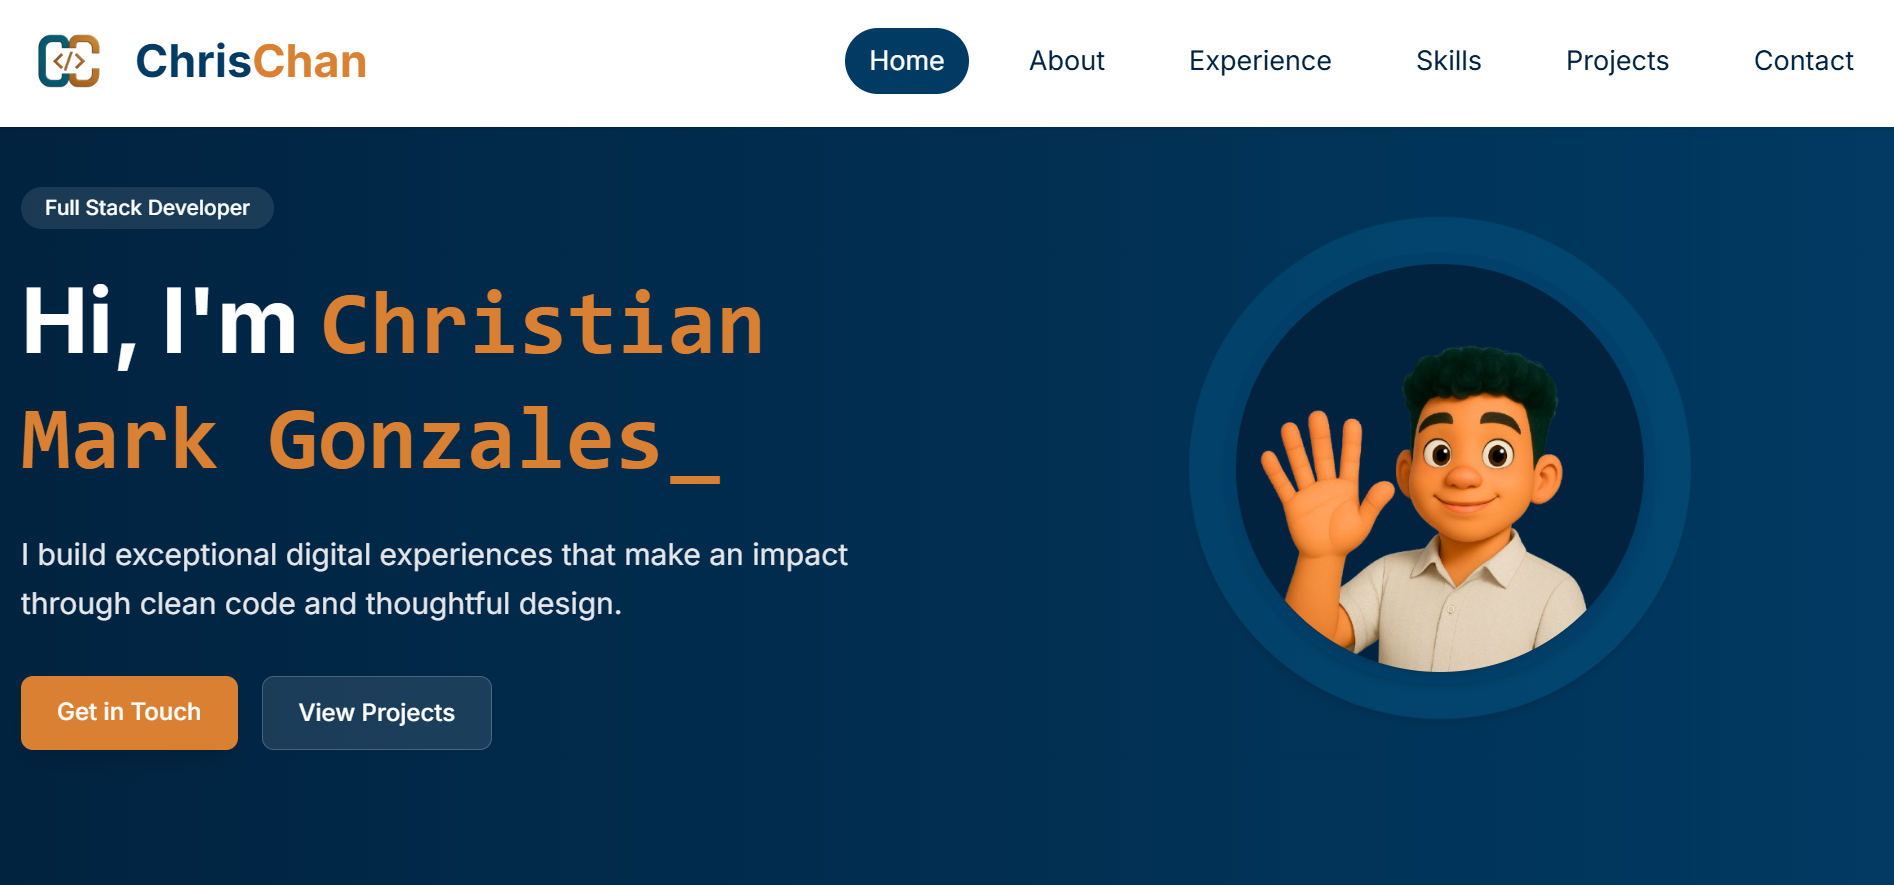 </>
ChrisChan
Home
About
Experience
Skills
Projects
Contact
Full Stack Developer
Hi, I'm Christian
Mark Gonzales_
I build exceptional digital experiences that make an impact
through clean code and thoughtful design.
Get in Touch
View Projects